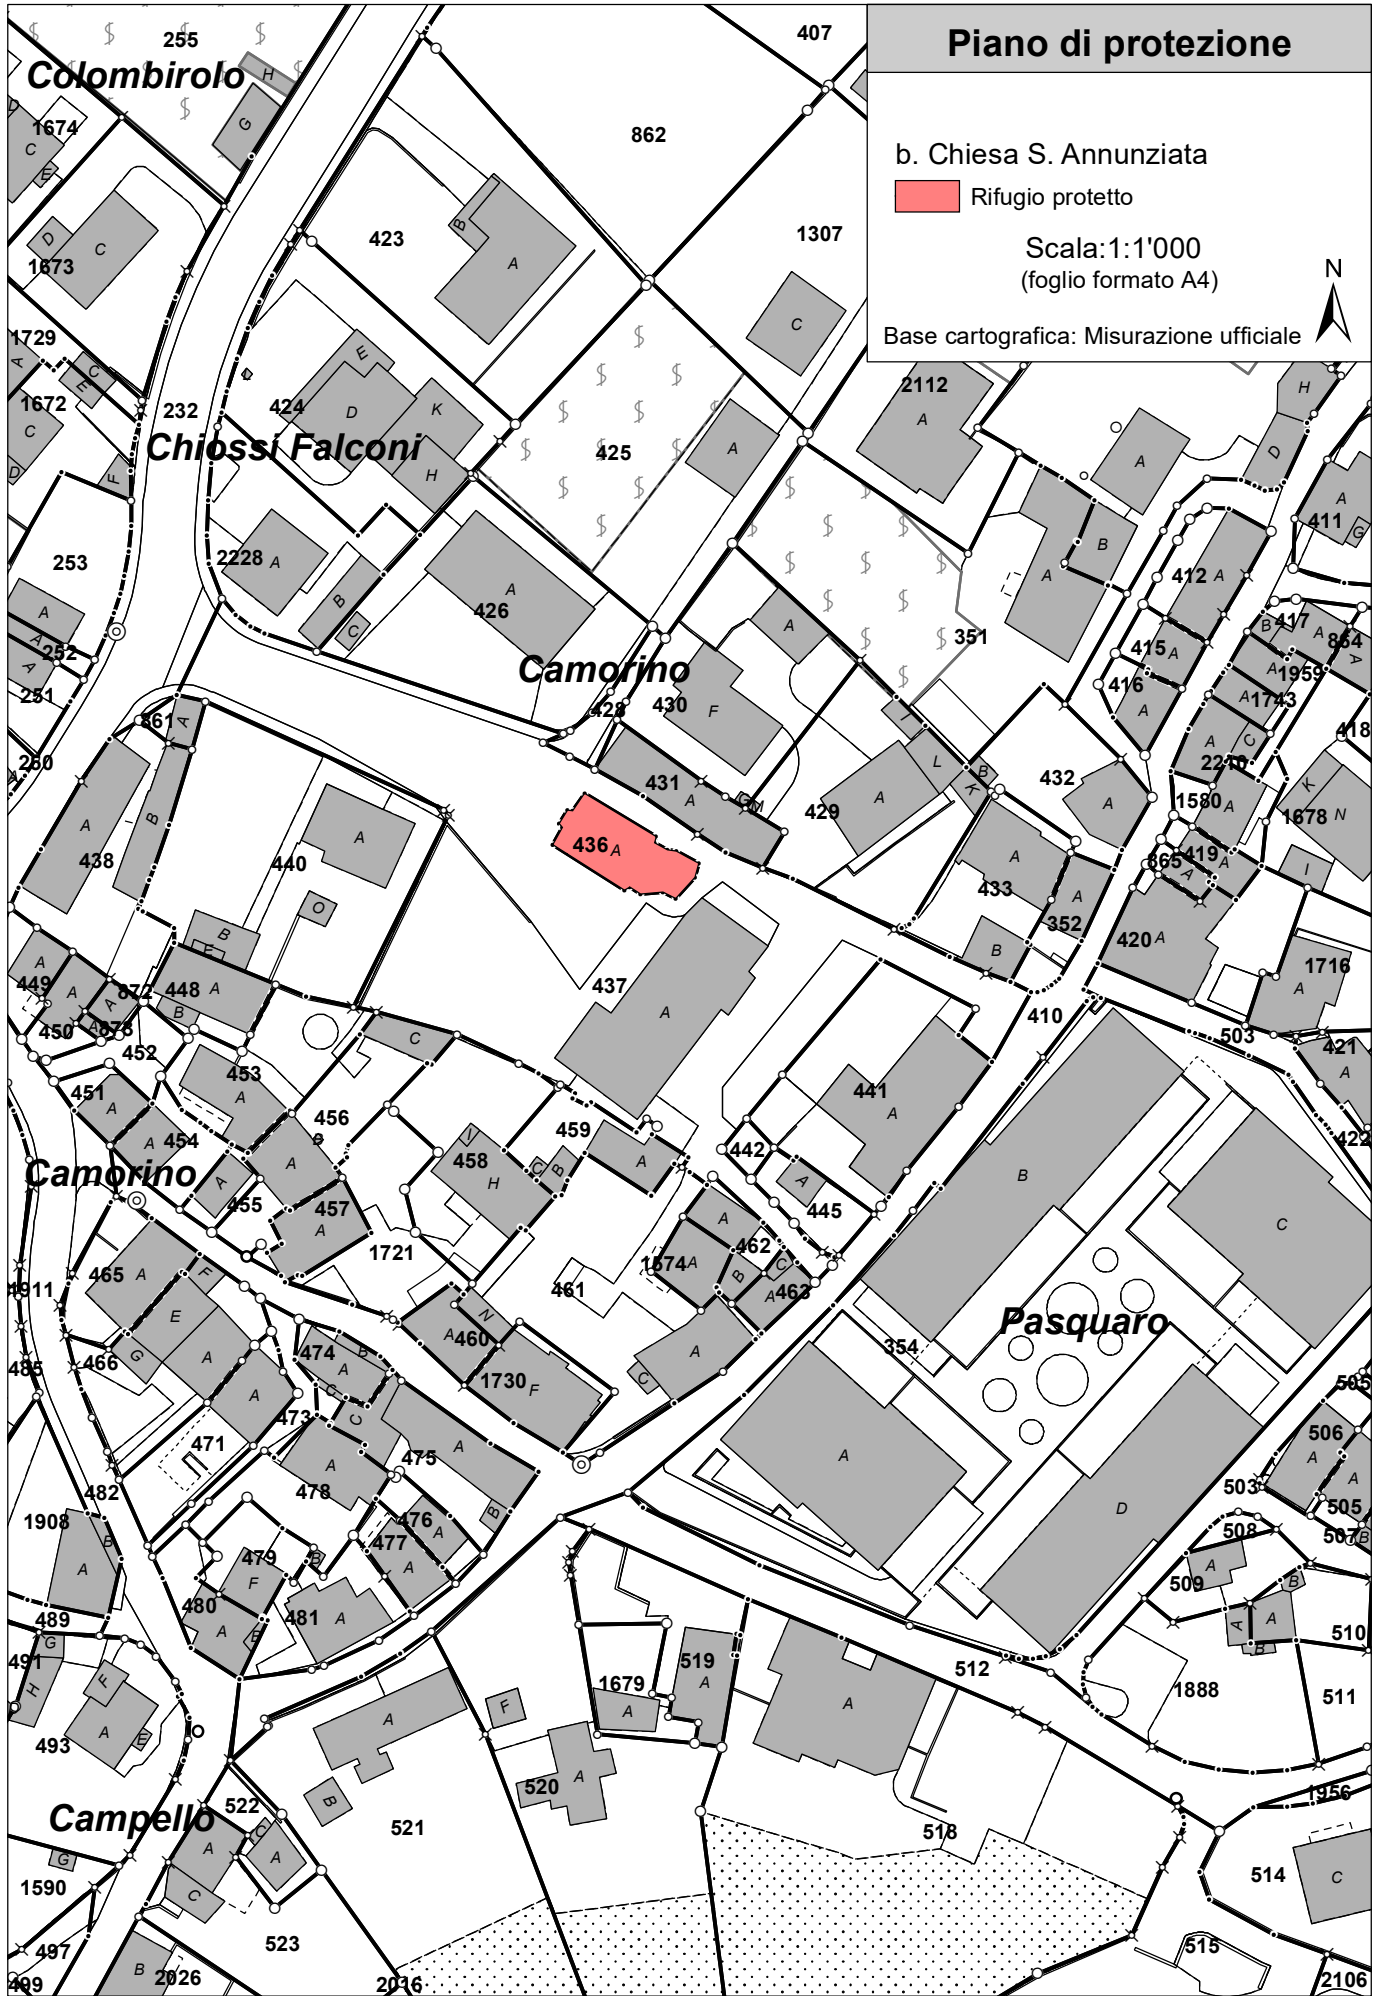 Piano di protezione
b. Chiesa S. Annunziata
Rifugio protetto
Scala:1:1'000
(foglio formato A4)
N
Base cartografica: Misurazione ufficiale
255
407
Colombirolo
H
1674
G
862
C
E
423
B
A
1307
D
C
1673
C
1729
E
2112
1672
232
424
D
K
A
Chiossi Falconi
425
A
H
F
H
D
A
411
G
253
2228
A
A
426
B
C
412
A
B
A
417
864
252
251
Camorino
428
430
F
351
415
416
1959
1743
418
861
260
431
A
G M
L
K
B
432
A
2210
1580
1678
N
K
438
A
B
440
A
436
A
429
A
433
A
865
419
I
O
352
420
A
1716
A
449
872
448
A
437
A
B
410
503
450
878
452
421
A
451
453
A
456
C
441
A
B
422
454
459
A
442
Camorino
458
H
C
B
A
445
C
455
457
A
1721
462
1574
463
465
A
F
1911
461
Pasquaro
E
N
460
354
485
466
G
A
474
1730
F
A
C
505
506
473
471
475
A
482
478
A
503
505
1908
476
D
508
507
479
477
509
480
481
A
489
491
G
H
510
519
512
1679
A
1888
511
493
A
E
F
520
A
1956
Campello
522
521
518
1590
G
514
C
497
523
515
499
2026
B
2016
2106